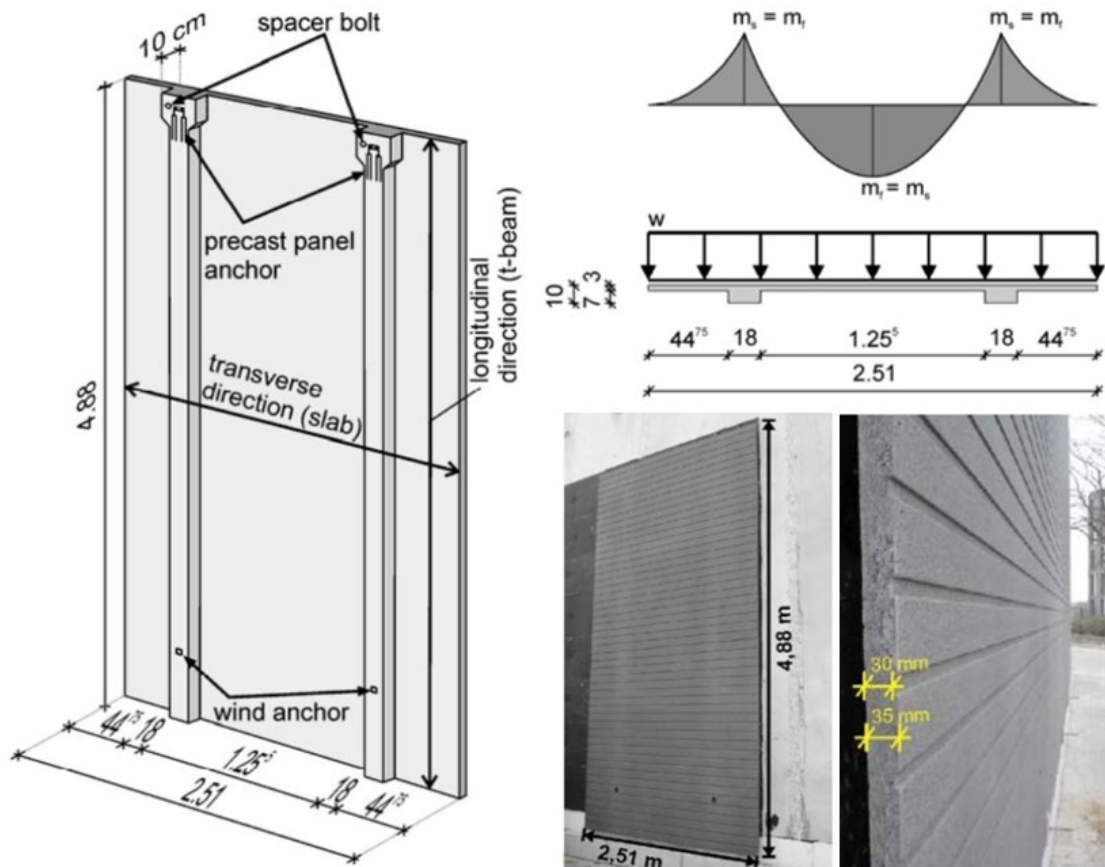 spacer bolt
10 cm
precast panel
anchor
longitudinal
direction (t-beam)
transverse
direction (slab)
4.88
wind anchor
44⁷⁵
18
1.25⁵
18
44⁷⁵
2.51
mₛ = m_f
mₛ = m_f
m_f = mₛ
w
10
7
3
44⁷⁵
18
1.25⁵
18
44⁷⁵
2.51
4,88 m
2,51 m
30 mm
35 mm